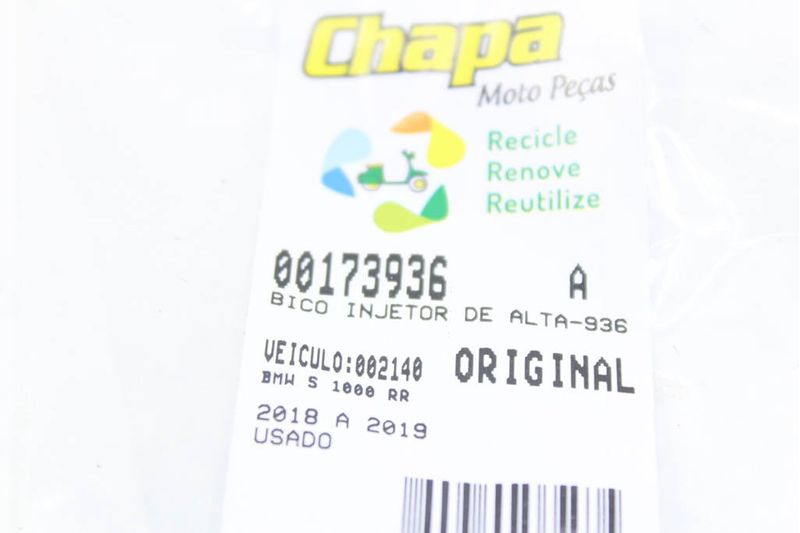 Chapa
Moto Peças
Recicle
Renove
Reutilize
00173936 A
BICO INJETOR DE ALTA-936
VEICULO:002140 ORIGINAL
BMW S 1000 RR
2018 A 2019
USADO